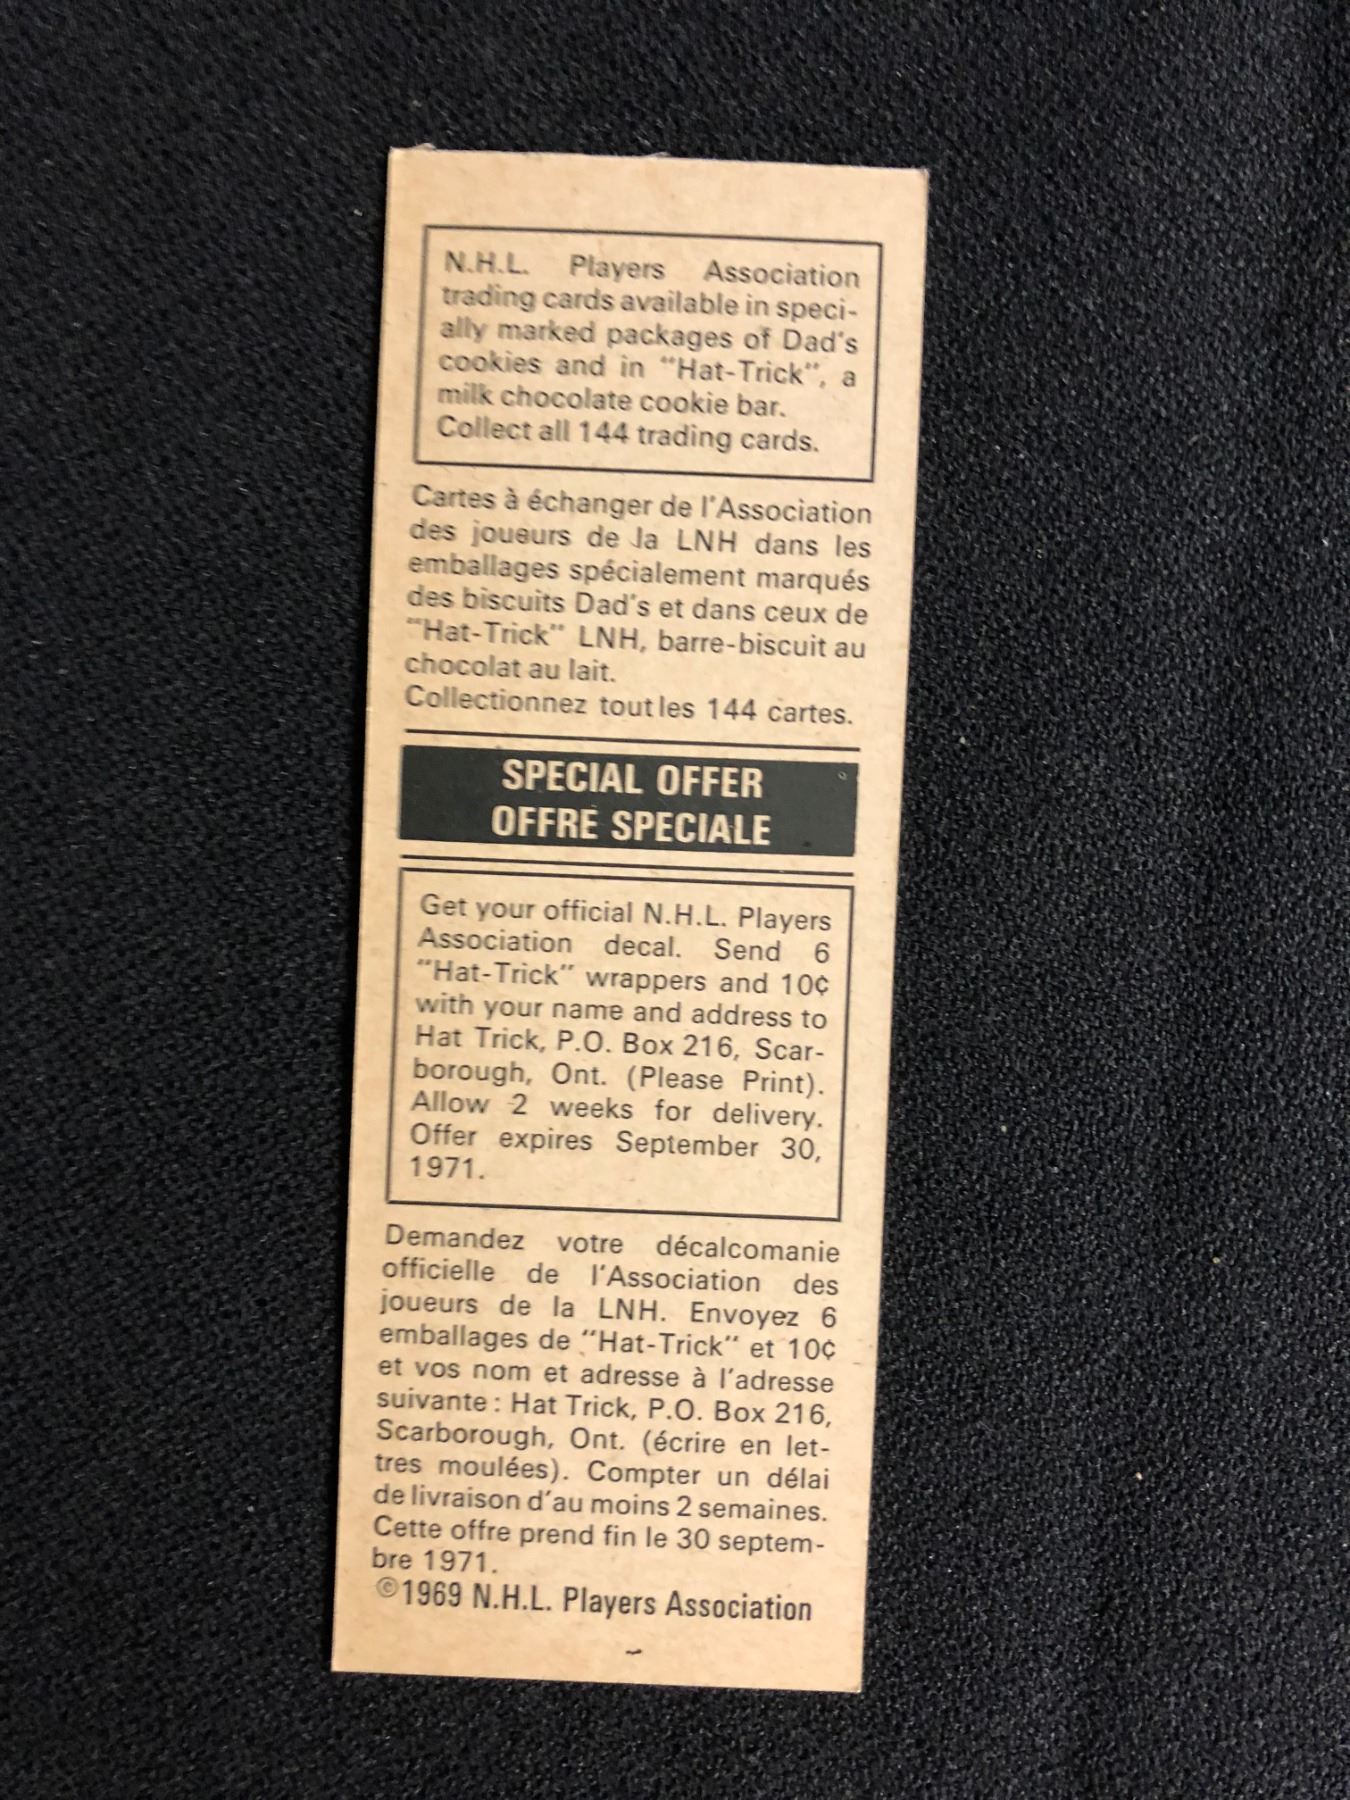 N.H.L. Players Association
trading cards available in speci-
ally marked packages of Dad's
cookies and in "Hat-Trick", a
milk chocolate cookie bar.
Collect all 144 trading cards.
Cartes à échanger de l'Association
des joueurs de la LNH dans les
emballages spécialement marqués
des biscuits Dad's et dans ceux de
"Hat-Trick" LNH, barre-biscuit au
chocolat au lait.
Collectionnez toutles 144 cartes.
SPECIAL OFFER
OFFRE SPECIALE
Get your official N.H.L. Players
Association decal. Send 6
"Hat-Trick" wrappers and 10¢
with your name and address to
Hat Trick, P.O. Box 216, Scar-
borough, Ont. (Please Print).
Allow 2 weeks for delivery.
Offer expires September 30,
1971.
Demandez votre décalcomanie
officielle de l'Association des
joueurs de la LNH. Envoyez 6
emballages de "Hat-Trick" et 10¢
et vos nom et adresse à l'adresse
suivante : Hat Trick, P.O. Box 216,
Scarborough, Ont. (écrire en let-
tres moulées). Compter un délai
de livraison d'au moins 2 semaines.
Cette offre prend fin le 30 septem-
bre 1971.
©1969 N.H.L. Players Association